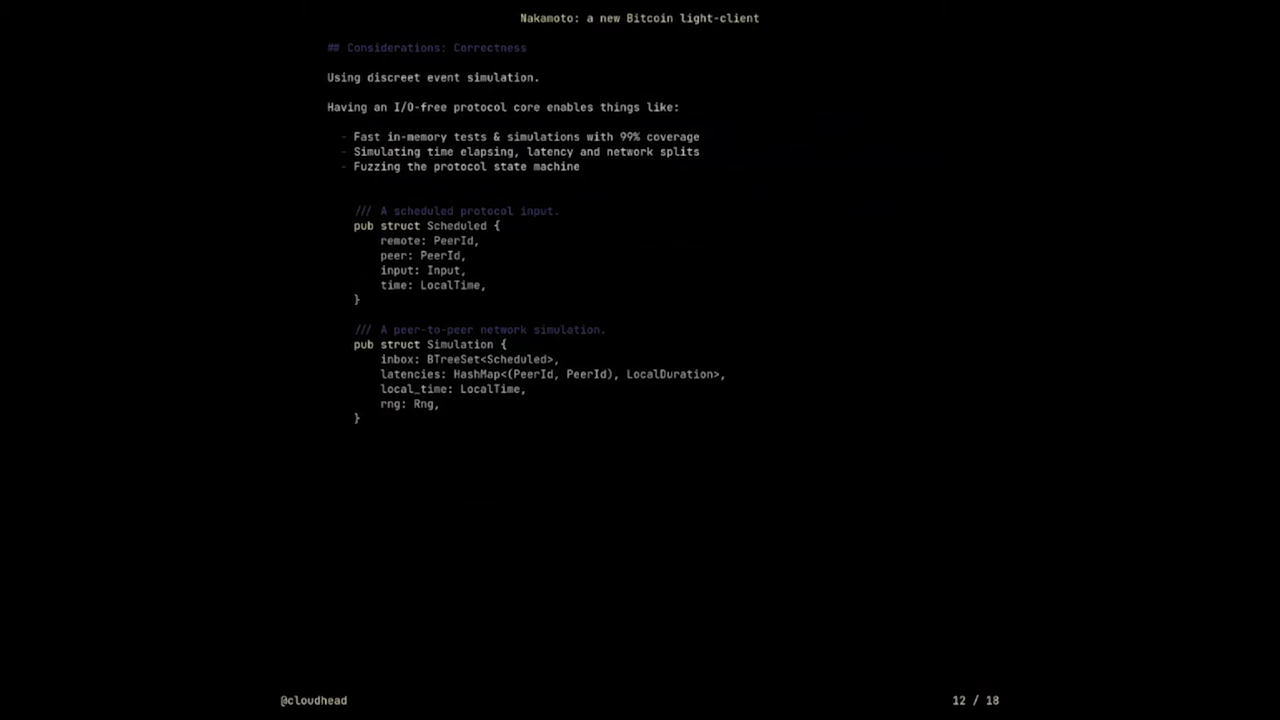 Nakamoto: a new Bitcoin light-client
## Considerations: Correctness
Using discreet event simulation.
Having an I/O-free protocol core enables things like:
- Fast in-memory tests & simulations with 99% coverage
- Simulating time elapsing, latency and network splits
- Fuzzing the protocol state machine
/// A scheduled protocol input.
pub struct Scheduled {
remote: PeerId,
peer: PeerId,
input: Input,
time: LocalTime,
}
/// A peer-to-peer network simulation.
pub struct Simulation {
inbox: BTreeSet<Scheduled>,
latencies: HashMap<(PeerId, PeerId), LocalDuration>,
local_time: LocalTime,
rng: Rng,
}
@cloudhead
12 / 18